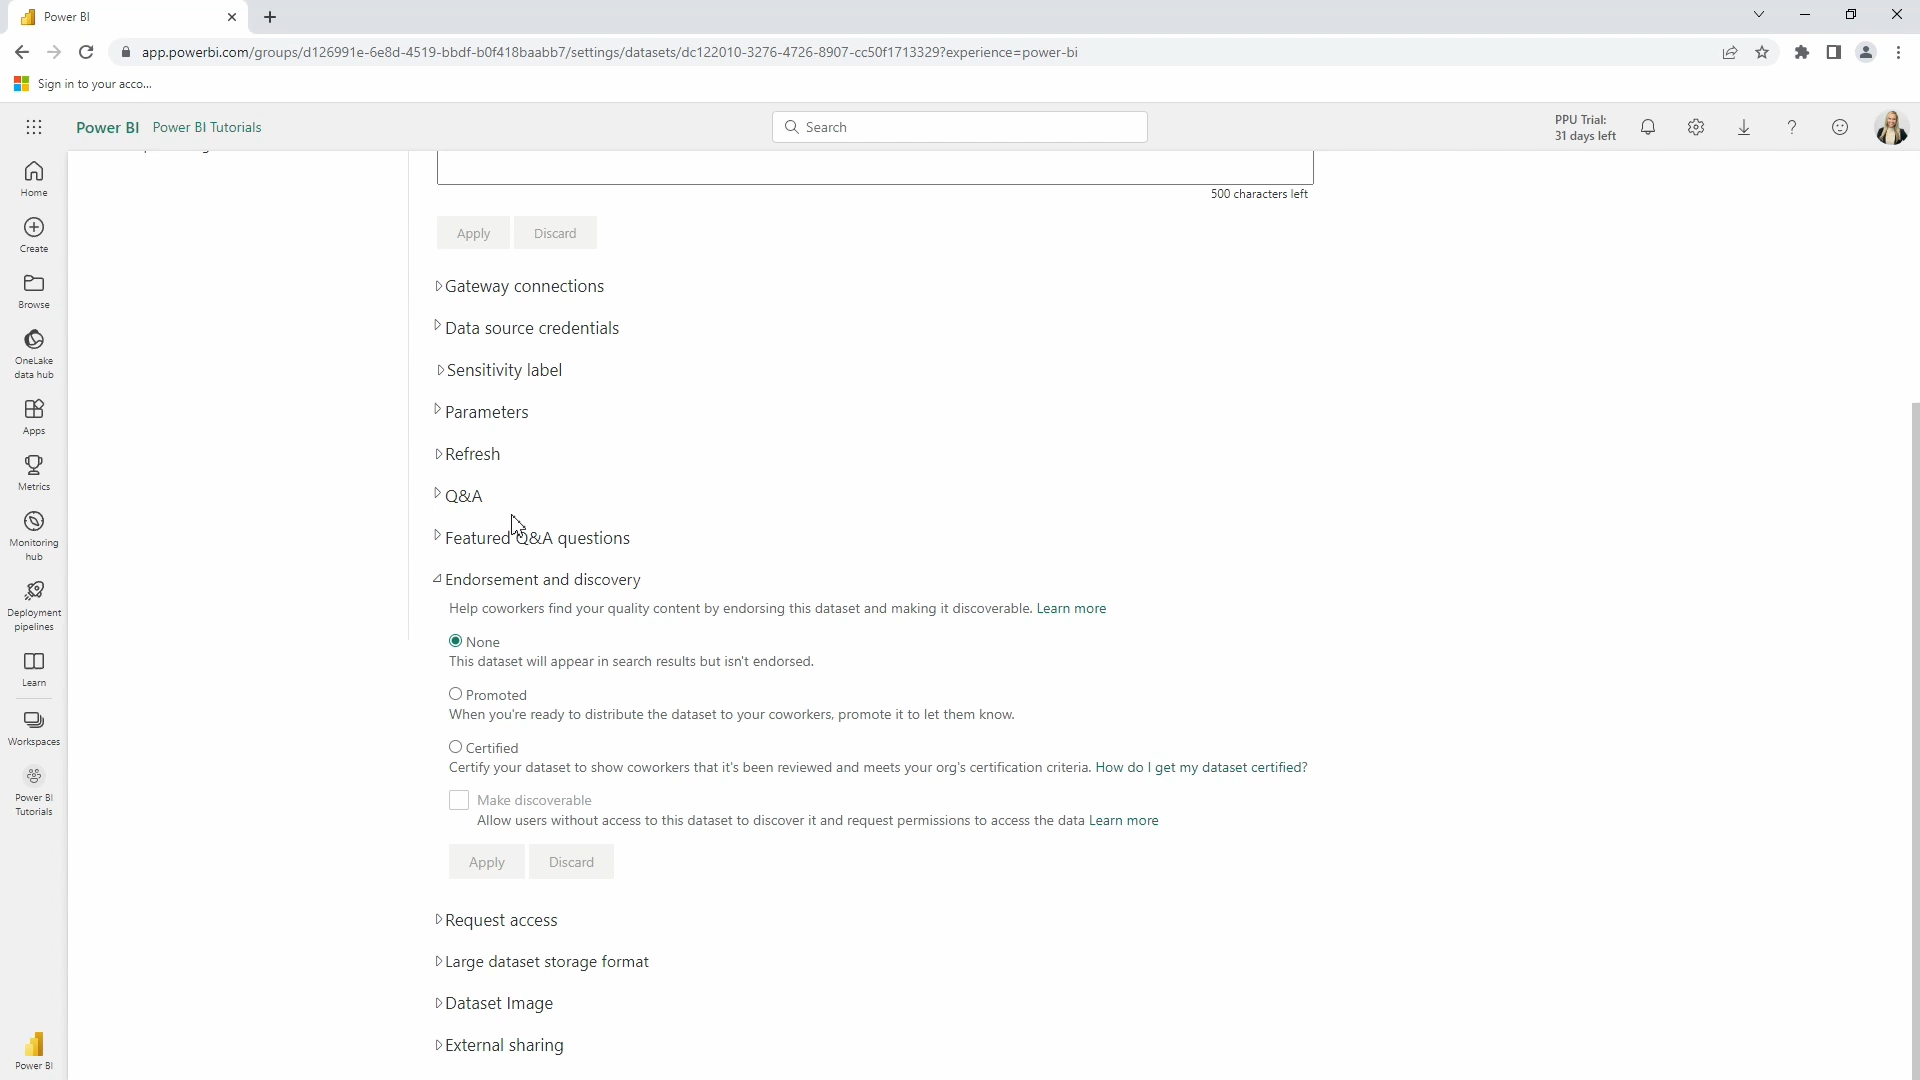 Power BI
app.powerbi.com/groups/d126991e-6e8d-4519-bbdf-b0f418baabb7/settings/datasets/dc122010-3276-4726-8907-cc50f1713329?experience=power-bi
Sign in to your acco...
Power BI Power BI Tutorials
Search
PPU Trial:
31 days left
Home
Create
Browse
OneLake
data hub
Apps
Metrics
Monitoring
hub
Deployment
pipelines
Learn
Workspaces
Power BI
Tutorials
Power BI
500 characters left
Apply Discard
Gateway connections
Data source credentials
Sensitivity label
Parameters
Refresh
Q&A
Featured Q&A questions
Endorsement and discovery
Help coworkers find your quality content by endorsing this dataset and making it discoverable. Learn more
None
This dataset will appear in search results but isn't endorsed.
Promoted
When you're ready to distribute the dataset to your coworkers, promote it to let them know.
Certified
Certify your dataset to show coworkers that it's been reviewed and meets your org's certification criteria. How do I get my dataset certified?
Make discoverable
Allow users without access to this dataset to discover it and request permissions to access the data Learn more
Apply Discard
Request access
Large dataset storage format
Dataset Image
External sharing